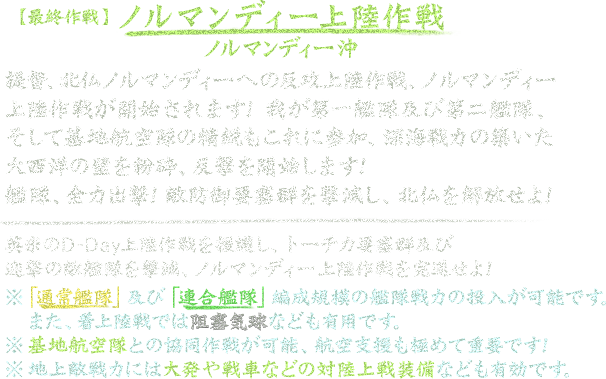 【最終作戦】ノルマンディー上陸作戦
ノルマンディー沖
提督、北仏ノルマンディーへの反攻上陸作戦、ノルマンディー
上陸作戦が開始されます! 我が第一艦隊及び第二艦隊、
そして基地航空隊の精鋭もこれに参加、深海戦力の築いた
大西洋の壁を粉砕、反撃を開始します!
艦隊、全力出撃! 敵防御要塞群を撃滅し、北仏を解放せよ!
英米のD-Day上陸作戦を援護し、トーチカ要塞群及び
迎撃の敵艦隊を撃滅、ノルマンディー上陸作戦を完遂せよ!
※「通常艦隊」及び「連合艦隊」編成規模の艦隊戦力の投入が可能です。
また、着上陸戦では阻塞気球なども有用です。
※基地航空隊との協同作戦が可能、航空支援も極めて重要です!
※地上敵戦力には大発や戦車などの対陸上戦装備なども有効です。